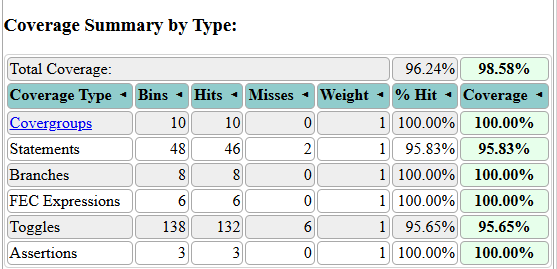 Coverage Summary by Type:
Total Coverage: 96.24% 98.58%
Coverage Type ◄ Bins ◄ Hits ◄ Misses ◄ Weight ◄ % Hit ◄ Coverage ◄
Covergroups 10 10 0 1 100.00% 100.00%
Statements 48 46 2 1 95.83% 95.83%
Branches 8 8 0 1 100.00% 100.00%
FEC Expressions 6 6 0 1 100.00% 100.00%
Toggles 138 132 6 1 95.65% 95.65%
Assertions 3 3 0 1 100.00% 100.00%